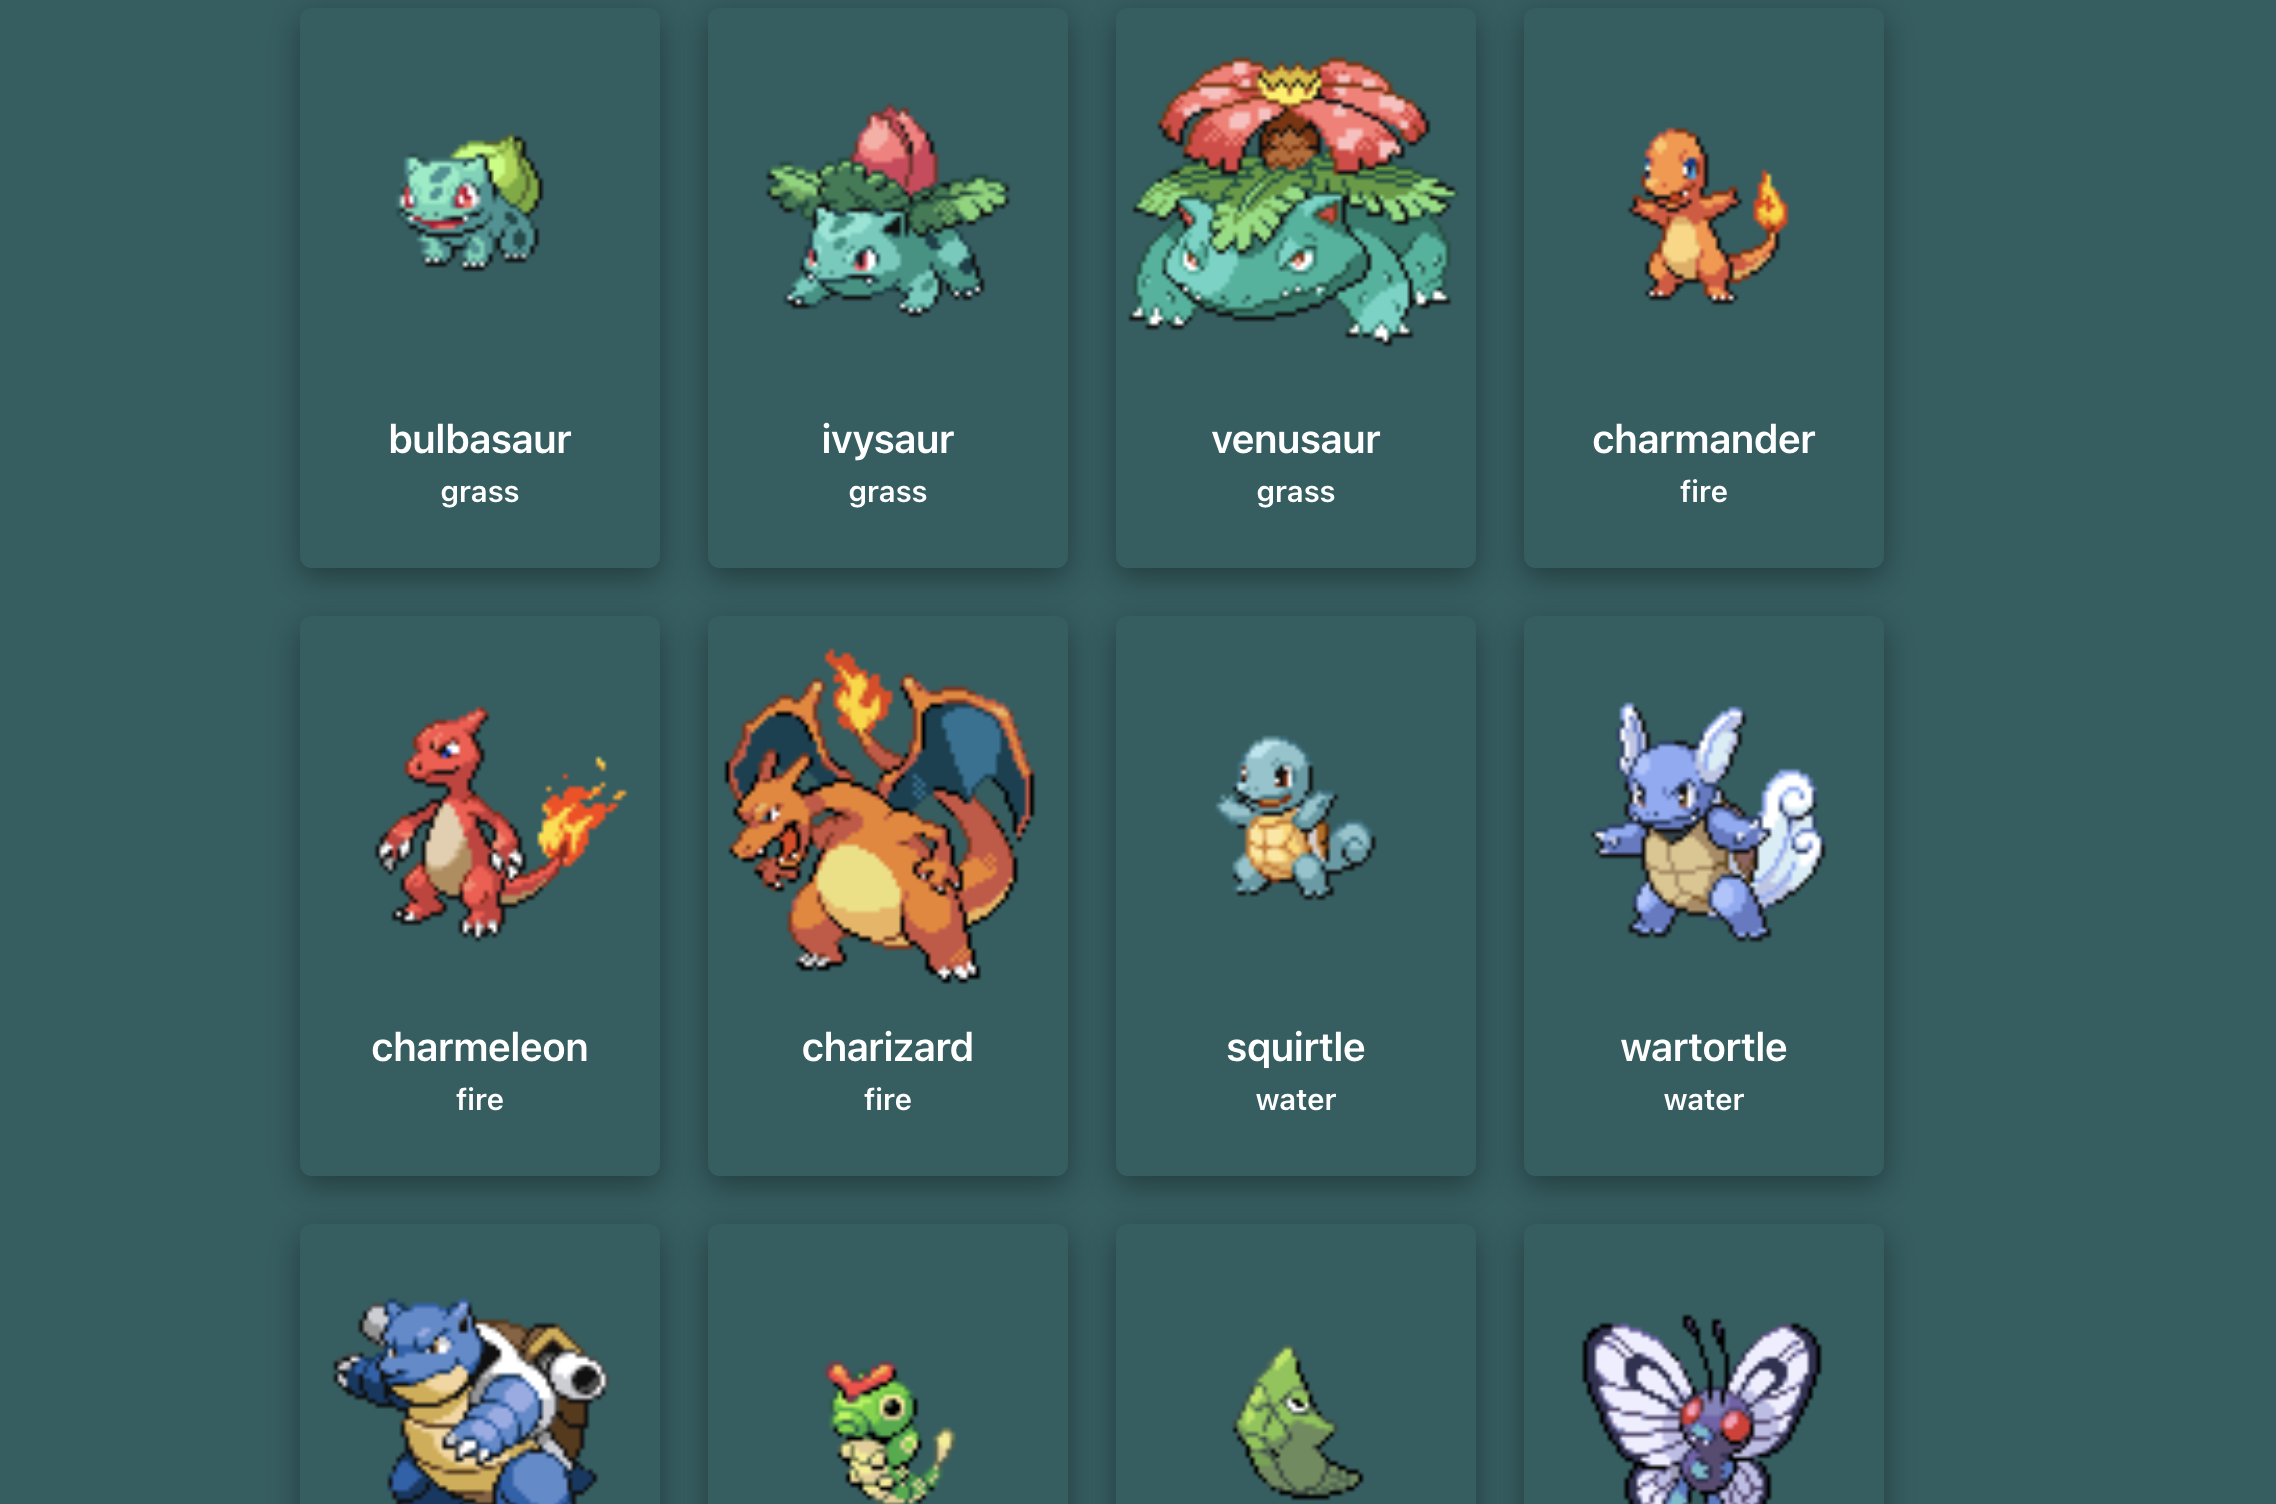 bulbasaur
grass
ivysaur
grass
venusaur
grass
charmander
fire
charmeleon
fire
charizard
fire
squirtle
water
wartortle
water